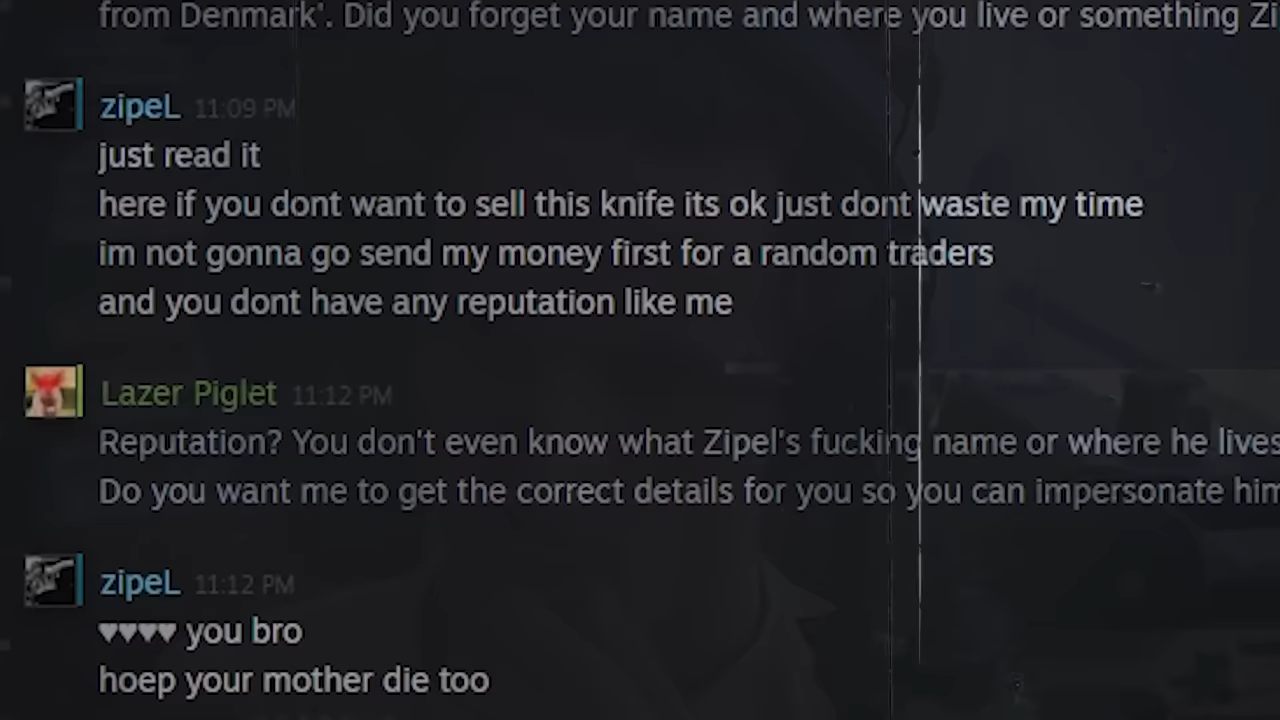 from Denmark'. Did you forget your name and where you live or something Zi
zipeL 11:09 PM
just read it
here if you dont want to sell this knife its ok just dont waste my time
im not gonna go send my money first for a random traders
and you dont have any reputation like me
Lazer Piglet 11:12 PM
Reputation? You don't even know what Zipel's fucking name or where he lives
Do you want me to get the correct details for you so you can impersonate him
zipeL 11:12 PM
♥♥♥♥ you bro
hoep your mother die too